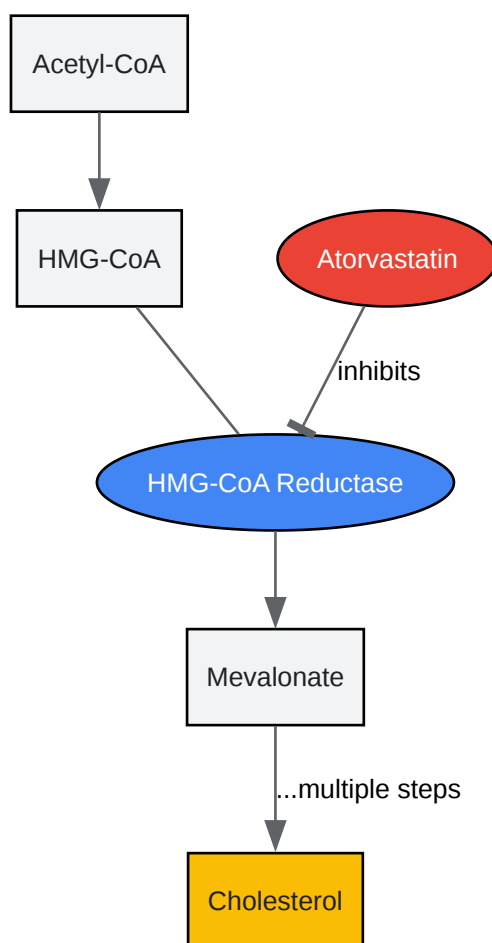 Acetyl-CoA
HMG-CoA
Atorvastatin
inhibits
HMG-CoA Reductase
Mevalonate
...multiple steps
Cholesterol